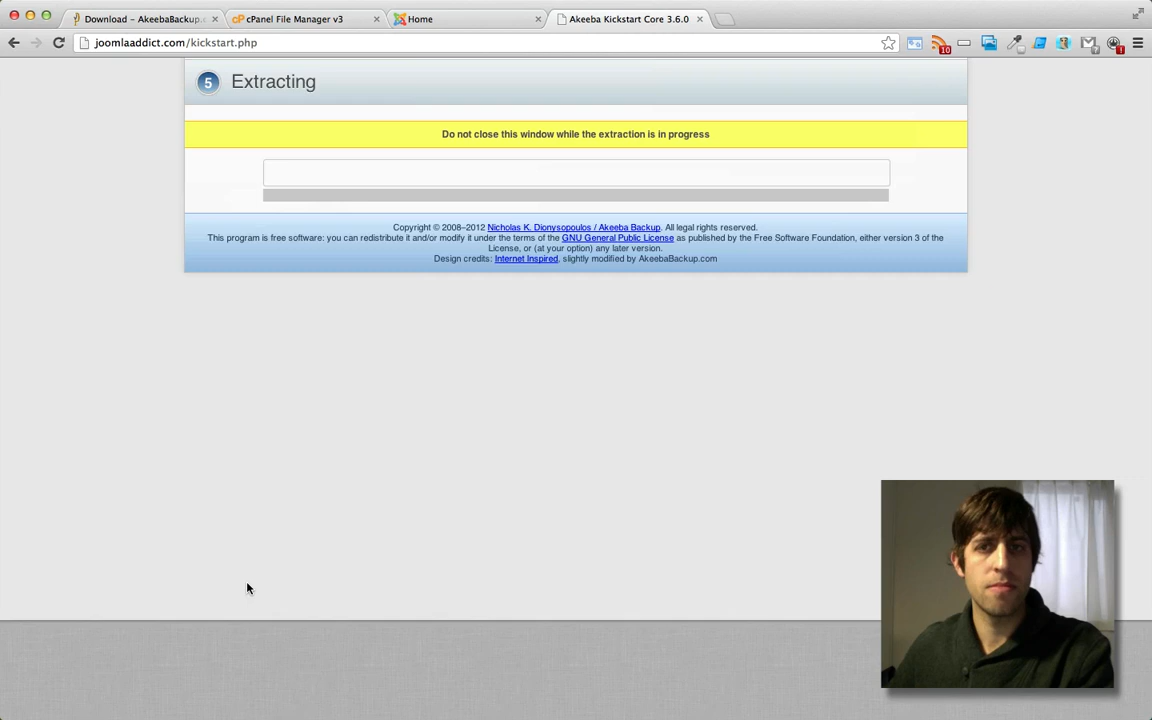 Download – AkeebaBackup.c
cPanel File Manager v3
Home
Akeeba Kickstart Core 3.6.0
joomlaaddict.com/kickstart.php
10
5 Extracting
Do not close this window while the extraction is in progress
Copyright © 2008–2012 Nicholas K. Dionysopoulos / Akeeba Backup. All legal rights reserved.
This program is free software: you can redistribute it and/or modify it under the terms of the GNU General Public License as published by the Free Software Foundation, either version 3 of the
License, or (at your option) any later version.
Design credits: Internet Inspired, slightly modified by AkeebaBackup.com